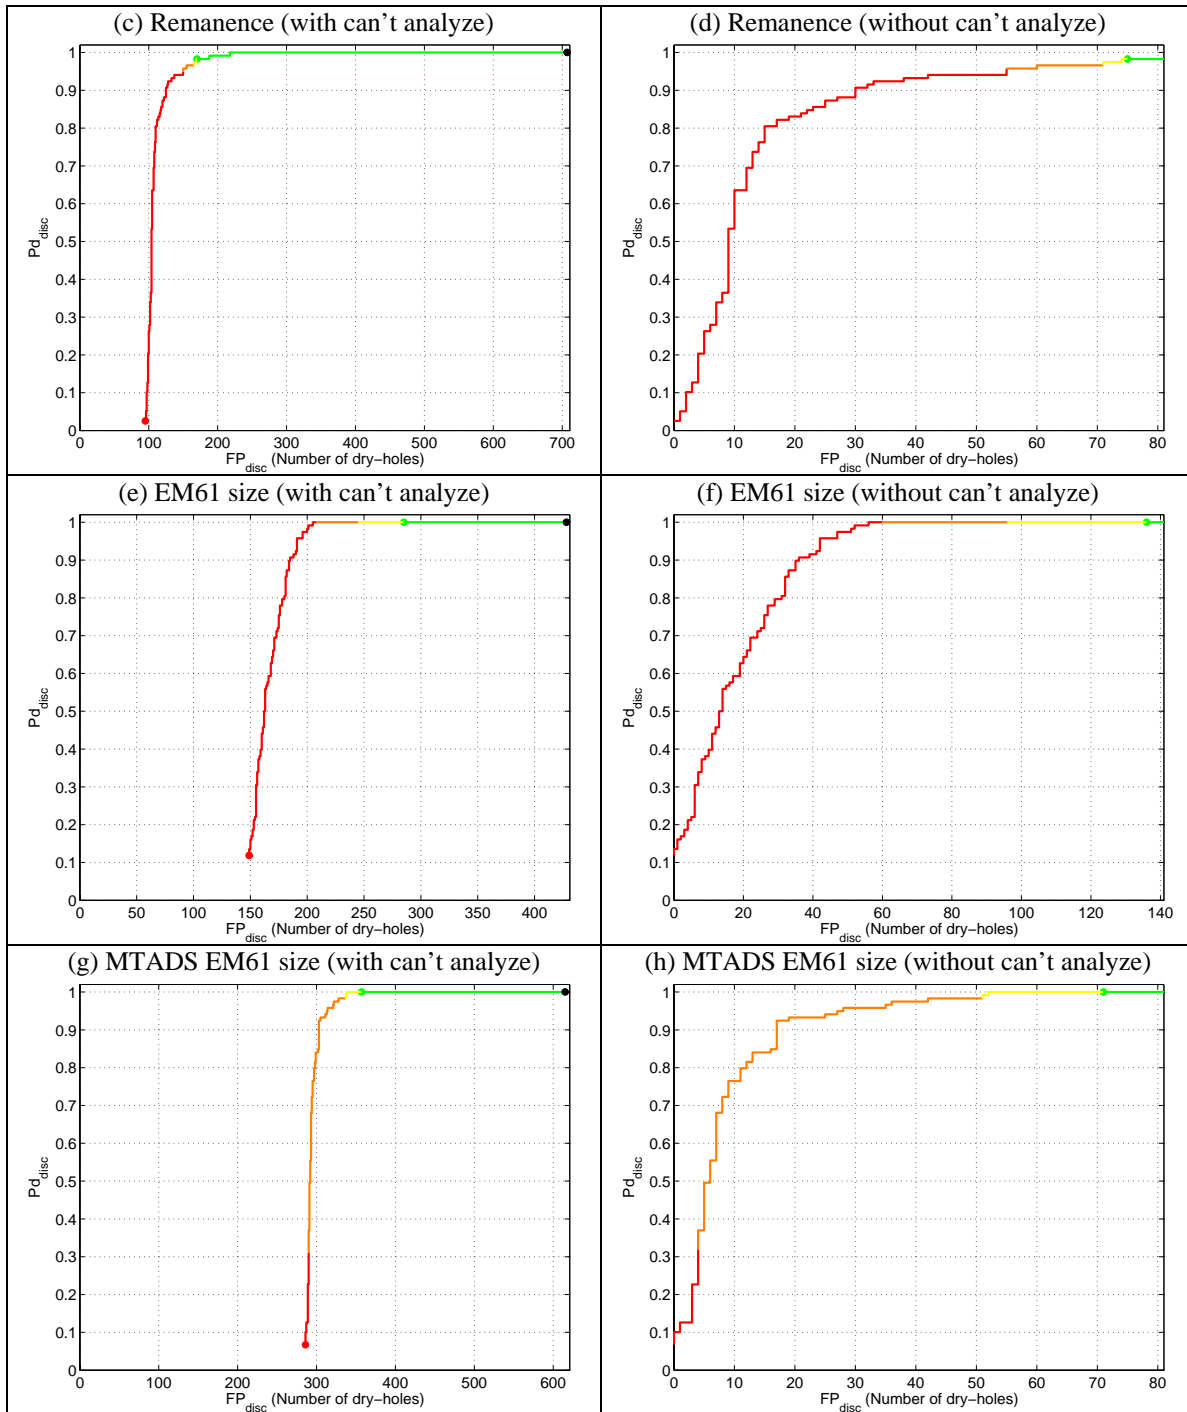 (c) Remanence (with can't analyze)
1
0.9
0.8
0.7
0.6
0.5
0.4
0.3
0.2
0.1
0
Pd_disc
0 100 200 300 400 500 600 700
FP_disc (Number of dry-holes)
(d) Remanence (without can't analyze)
1
0.9
0.8
0.7
0.6
0.5
0.4
0.3
0.2
0.1
0
Pd_disc
0 10 20 30 40 50 60 70 80
FP_disc (Number of dry-holes)
(e) EM61 size (with can't analyze)
1
0.9
0.8
0.7
0.6
0.5
0.4
0.3
0.2
0.1
0
Pd_disc
0 50 100 150 200 250 300 350 400
FP_disc (Number of dry-holes)
(f) EM61 size (without can't analyze)
1
0.9
0.8
0.7
0.6
0.5
0.4
0.3
0.2
0.1
0
Pd_disc
0 20 40 60 80 100 120 140
FP_disc (Number of dry-holes)
(g) MTADS EM61 size (with can't analyze)
1
0.9
0.8
0.7
0.6
0.5
0.4
0.3
0.2
0.1
0
Pd_disc
0 100 200 300 400 500 600
FP_disc (Number of dry-holes)
(h) MTADS EM61 size (without can't analyze)
1
0.9
0.8
0.7
0.6
0.5
0.4
0.3
0.2
0.1
0
Pd_disc
0 10 20 30 40 50 60 70 80
FP_disc (Number of dry-holes)